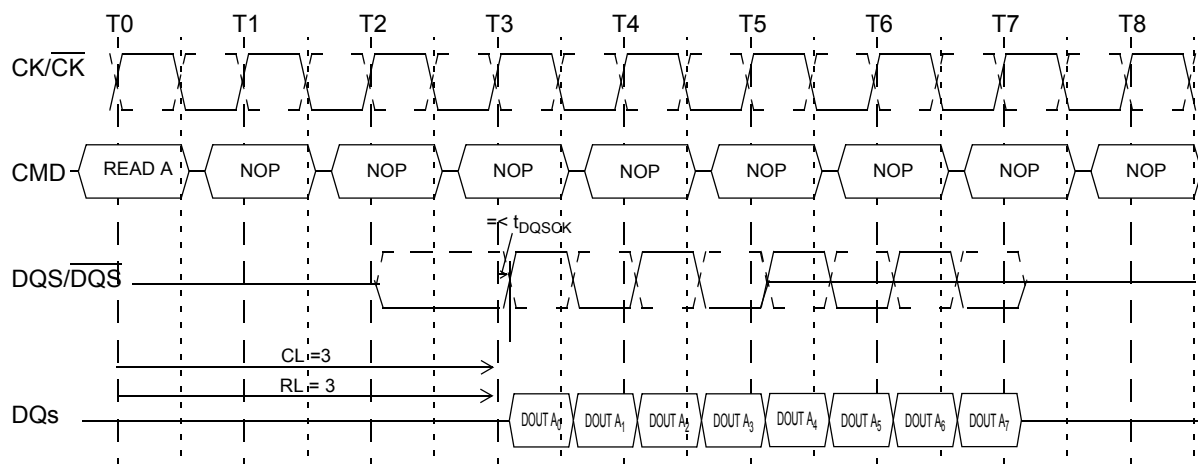 T0 T1 T2 T3 T4 T5 T6 T7 T8
CK/CK
CMD READ A NOP NOP NOP NOP NOP NOP NOP NOP
=< tDQSCK
DQS/DQS
CL =3
RL = 3
DQs DOUT A0 DOUT A1 DOUT A2 DOUT A3 DOUT A4 DOUT A5 DOUT A6 DOUT A7